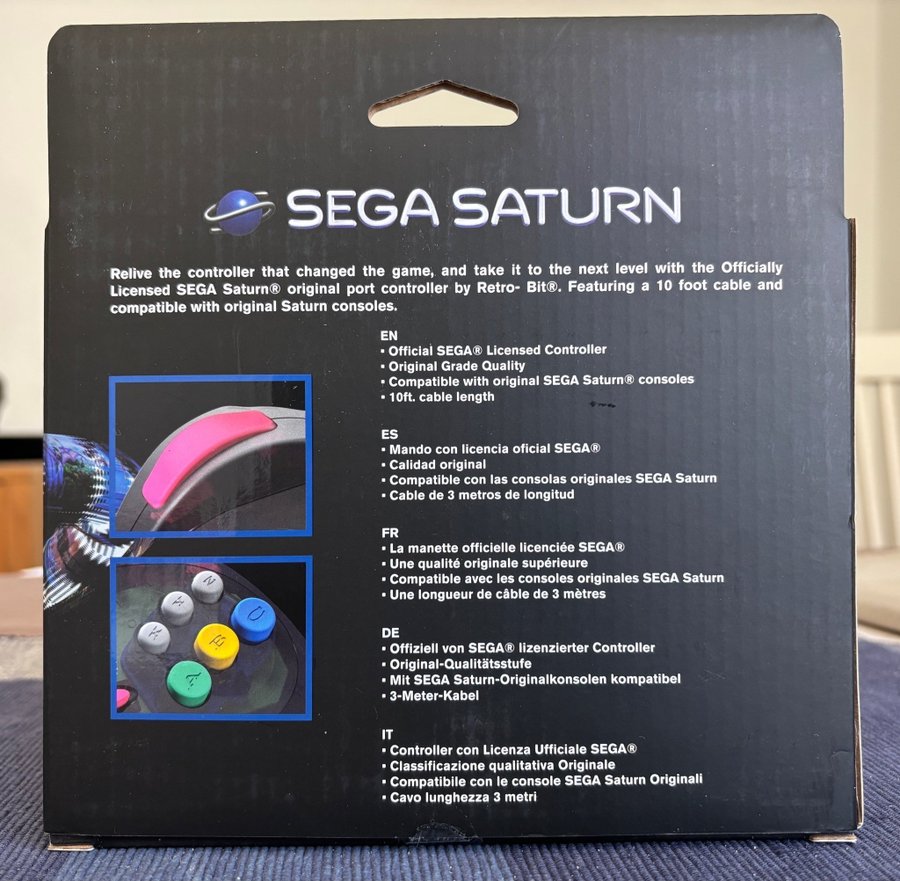 SEGA SATURN
Relive the controller that changed the game, and take it to the next level with the Officially
Licensed SEGA Saturn® original port controller by Retro- Bit®. Featuring a 10 foot cable and
compatible with original Saturn consoles.
EN
▪ Official SEGA® Licensed Controller
▪ Original Grade Quality
▪ Compatible with original SEGA Saturn® consoles
▪ 10ft. cable length
ES
▪ Mando con licencia oficial SEGA®
▪ Calidad original
▪ Compatible con las consolas originales SEGA Saturn
▪ Cable de 3 metros de longitud
FR
▪ La manette officielle licenciée SEGA®
▪ Une qualité originale supérieure
▪ Compatible avec les consoles originales SEGA Saturn
▪ Une longueur de câble de 3 mètres
DE
▪ Offiziell von SEGA® lizenzierter Controller
▪ Original-Qualitätsstufe
▪ Mit SEGA Saturn-Originalkonsolen kompatibel
▪ 3-Meter-Kabel
IT
▪ Controller con Licenza Ufficiale SEGA®
▪ Classificazione qualitativa Originale
▪ Compatibile con le console SEGA Saturn Originali
▪ Cavo lunghezza 3 metri